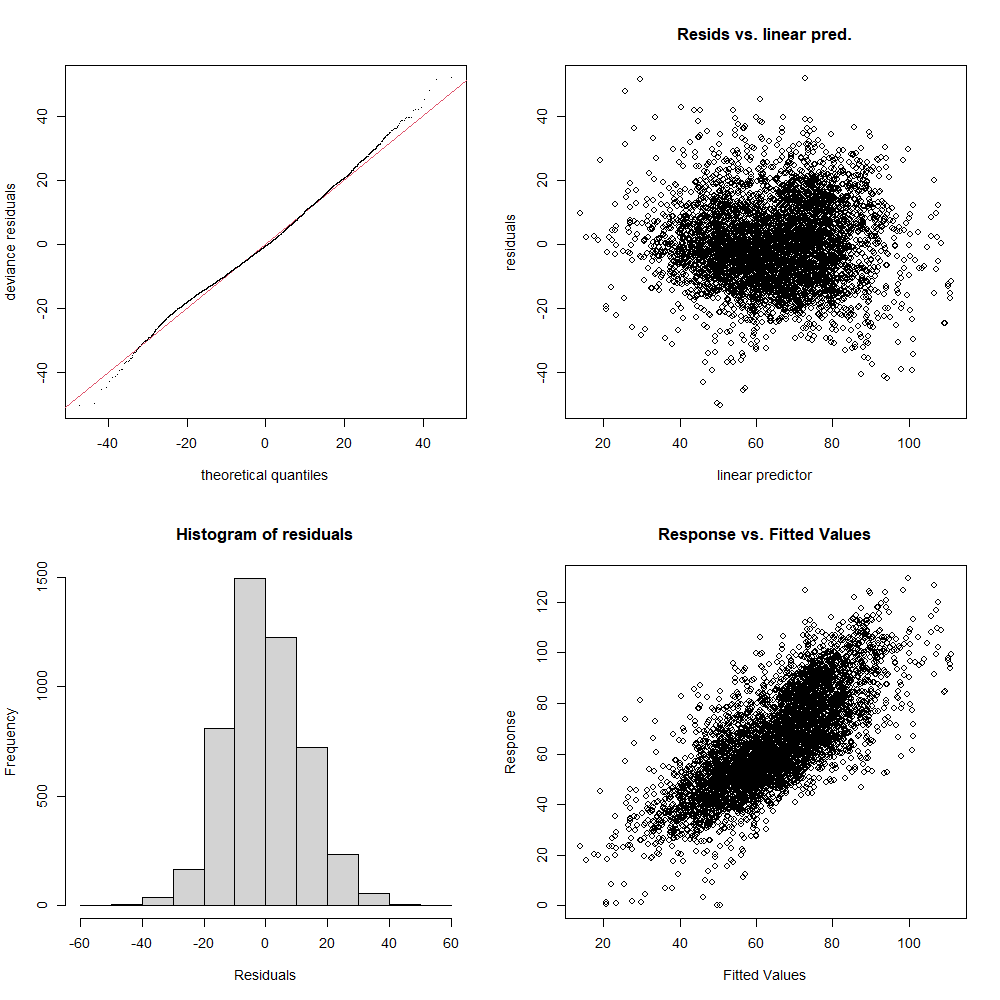 deviance residuals
-40 -20 0 20 40
-40 -20 0 20 40
theoretical quantiles
Resids vs. linear pred.
residuals
-40 -20 0 20 40
20 40 60 80 100
linear predictor
Histogram of residuals
Frequency
0 500 1000 1500
-60 -40 -20 0 20 40 60
Residuals
Response vs. Fitted Values
Response
0 20 40 60 80 100 120
20 40 60 80 100
Fitted Values